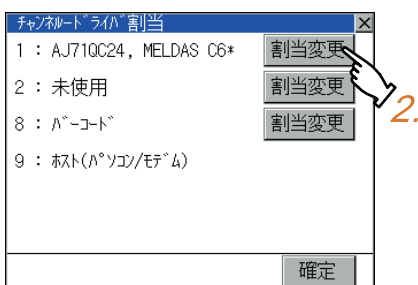 ﾁｬﾝﾈﾙｰﾄﾞﾗｲﾊﾞ割当 ×
1 : AJ71QC24, MELDAS C6* 割当変更
2 : 未使用 割当変更
8 : ﾊﾞｰｺｰﾄﾞ 割当変更
9 : ﾎｽﾄ(ﾊﾟｿｺﾝ/ﾓﾃﾞﾑ)
確定
2.